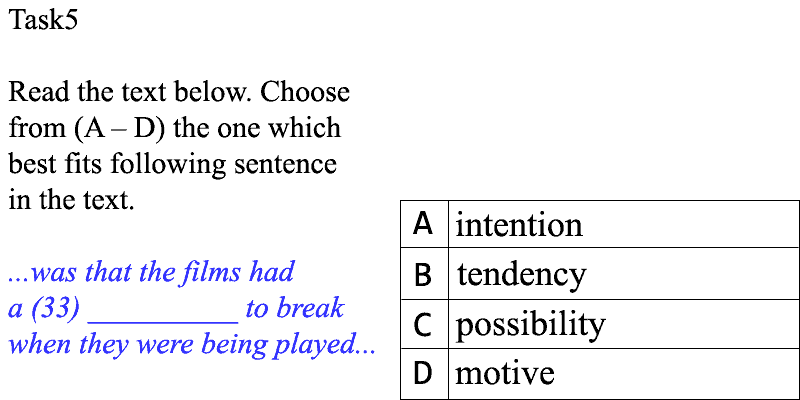 Task5
Read the text below. Choose
from (A – D) the one which
best fits following sentence
in the text.
...was that the films had
a (33) __________ to break
when they were being played...
A intention
B tendency
C possibility
D motive